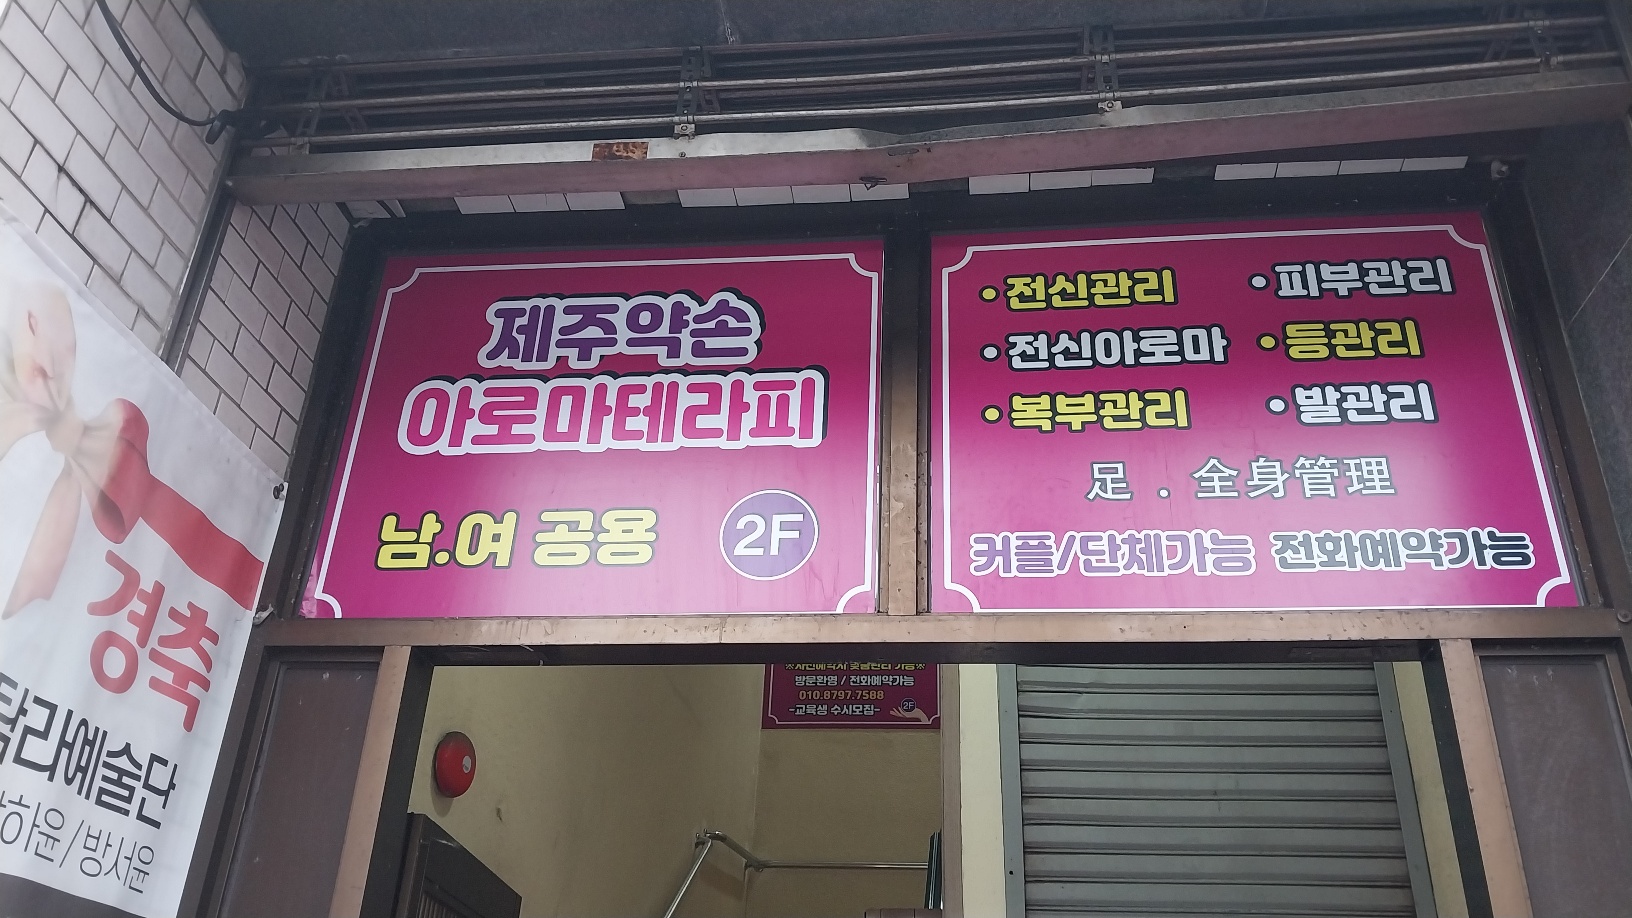 제주약손
아로마테라피
남.여 공용
2F
•전신관리
•피부관리
•전신아로마
•등관리
•복부관리
•발관리
足 . 全身管理
커플/단체가능 전화예약가능
방문환영 / 전화예약가능
010.8797.7588
-교육생 수시모집-
2F
경축
라예술단
하윤/방서윤